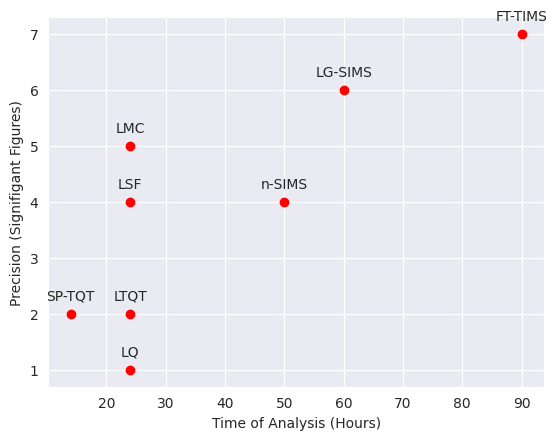 FT-TIMS
7
LG-SIMS
6
LMC
5
LSF
n-SIMS
4
3
SP-TQT
LTQT
2
LQ
1
Precision (Signifigant Figures)
20
30
40
50
60
70
80
90
Time of Analysis (Hours)